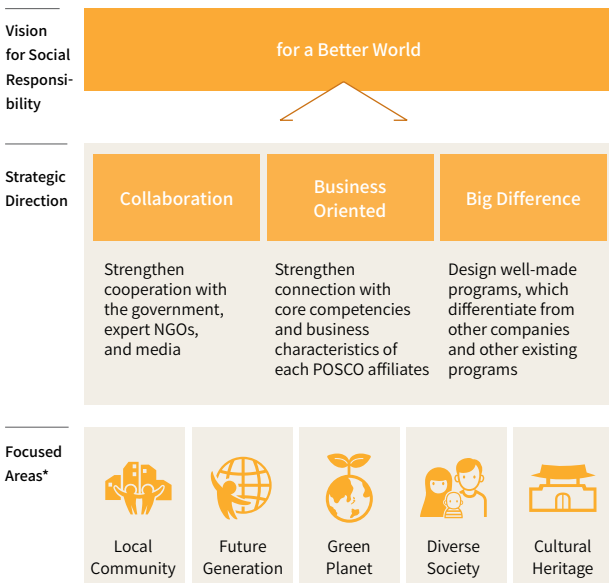 Vision
for Social
Responsi-
bility
for a Better World
Strategic
Direction
Collaboration
Strengthen
cooperation with
the government,
expert NGOs,
and media
Business
Oriented
Strengthen
connection with
core competencies
and business
characteristics of
each POSCO affiliates
Big Difference
Design well-made
programs, which
differentiate from
other companies
and other existing
programs
Focused
Areas*
Local
Community
Future
Generation
Green
Planet
Diverse
Society
Cultural
Heritage